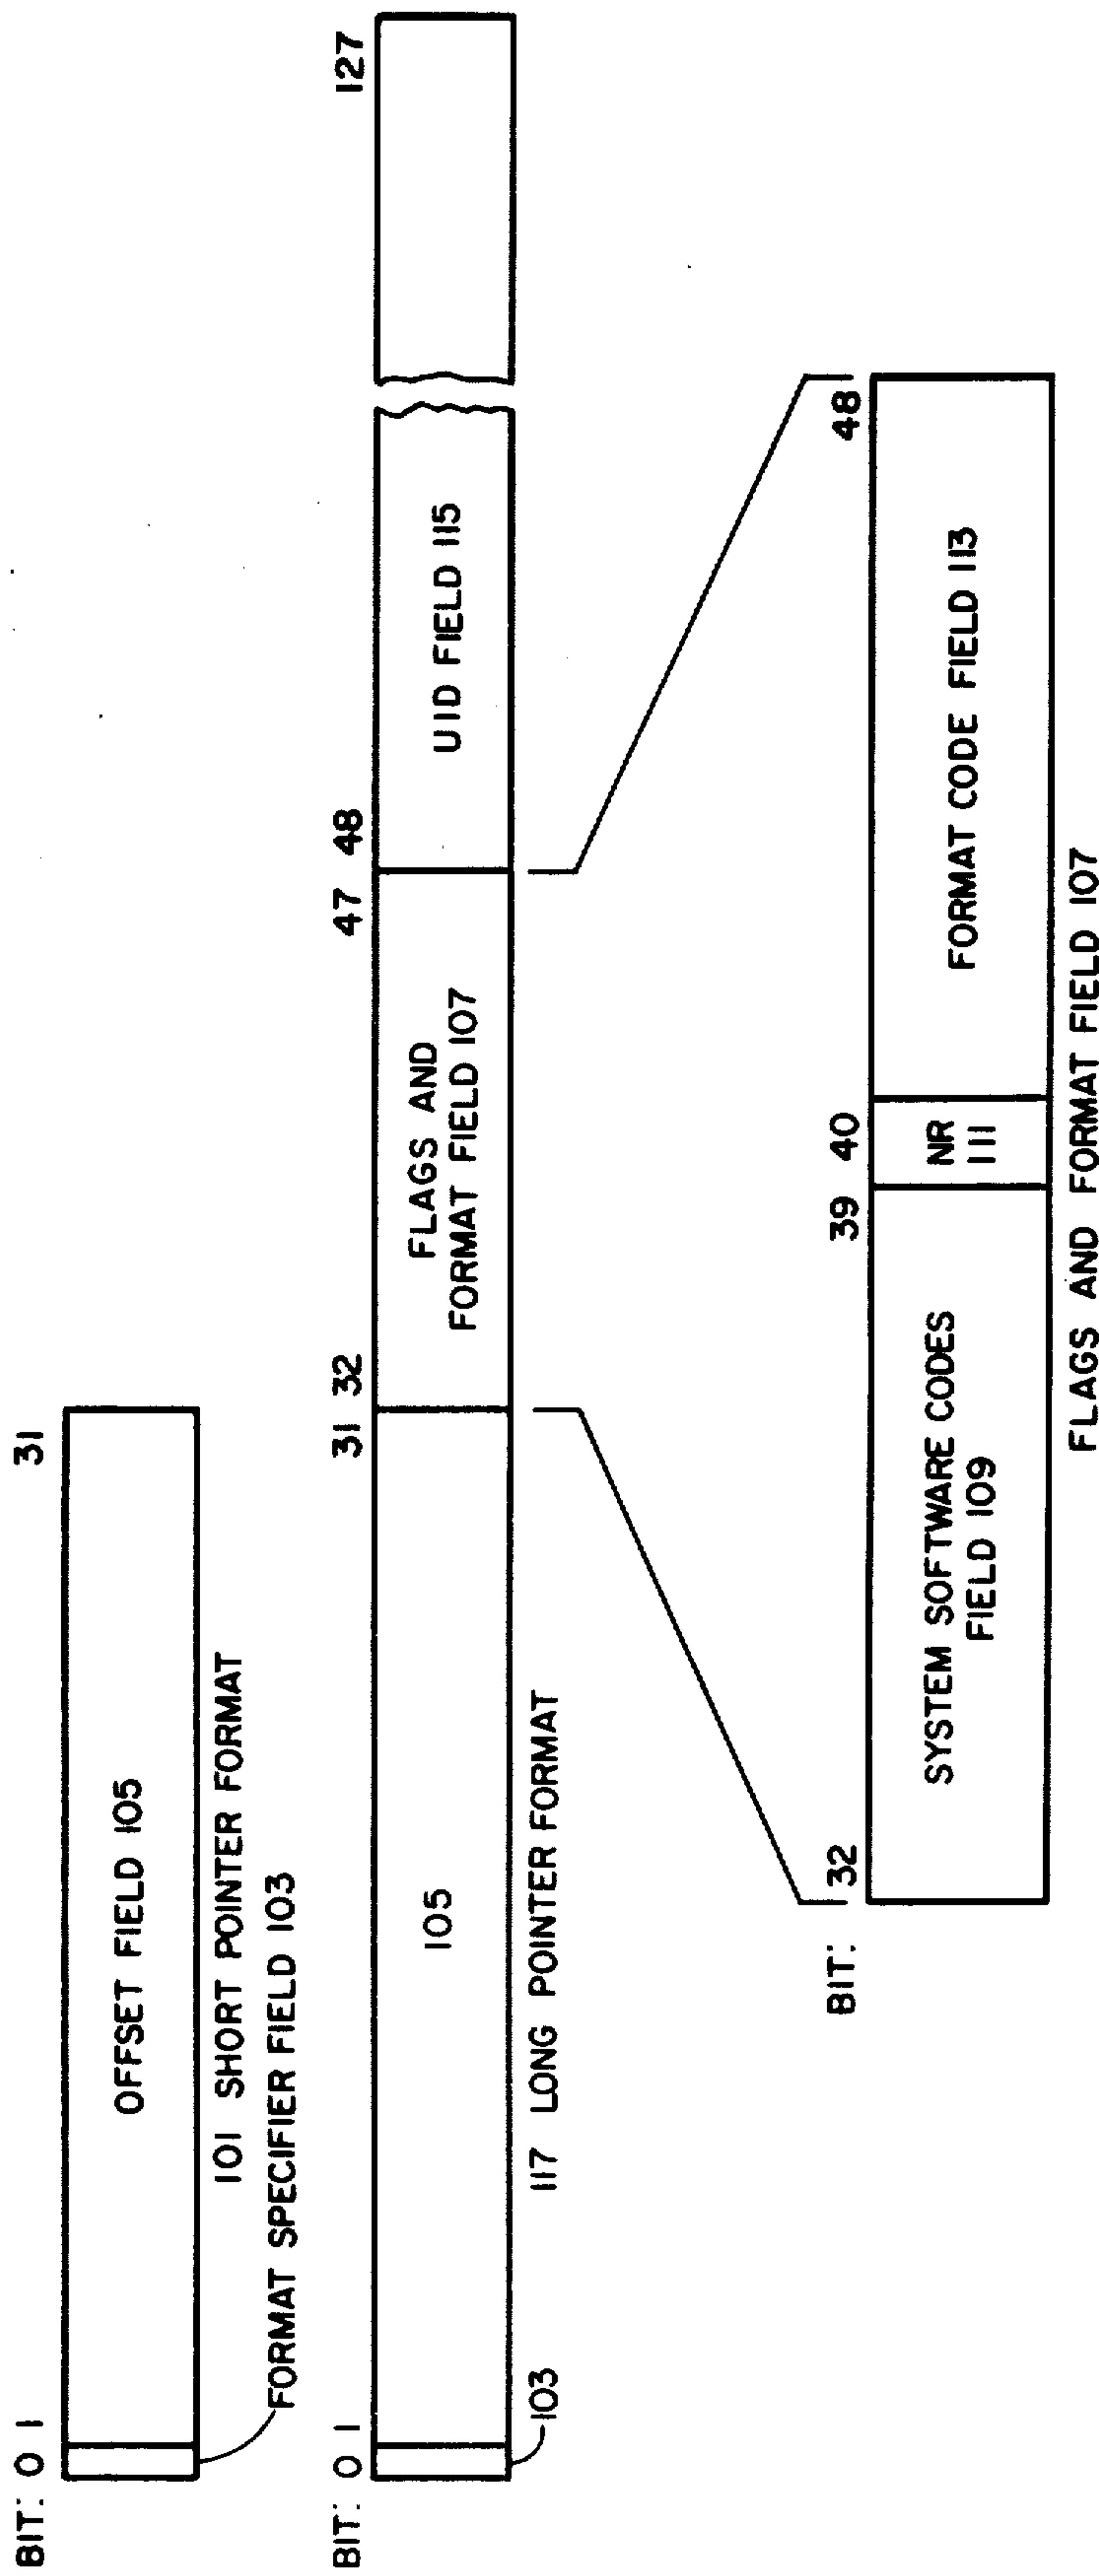 BIT: 0 1 31
OFFSET FIELD 105
101 SHORT POINTER FORMAT
FORMAT SPECIFIER FIELD 103
BIT: 0 1 31 32 47 48 127
105
FLAGS AND
FORMAT FIELD 107
UID FIELD 115
103
117 LONG POINTER FORMAT
BIT: 32 39 40 48
SYSTEM SOFTWARE CODES
FIELD 109
NR
111
FORMAT CODE FIELD 113
FLAGS AND FORMAT FIELD 107